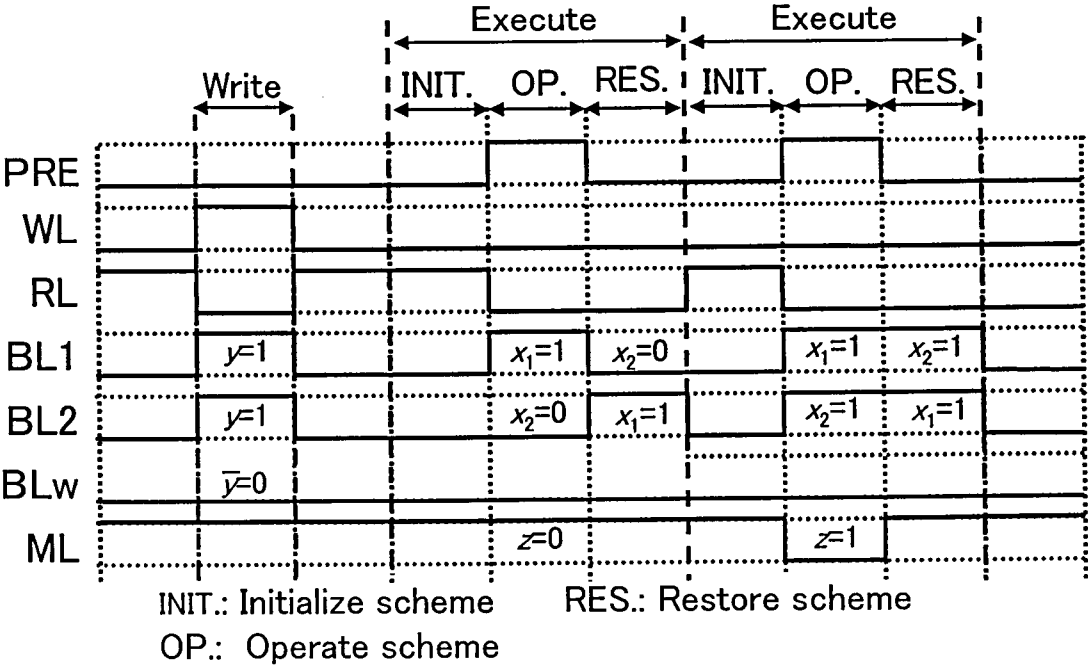 Execute Execute
Write INIT. OP. RES. INIT. OP. RES.
PRE
WL
RL
BL1 y=1 x₁=1 x₂=0 x₁=1 x₂=1
BL2 y=1 x₂=0 x₁=1 x₂=1 x₁=1
BLw y̅=0
ML z=0 z=1
INIT.: Initialize scheme RES.: Restore scheme
OP.: Operate scheme